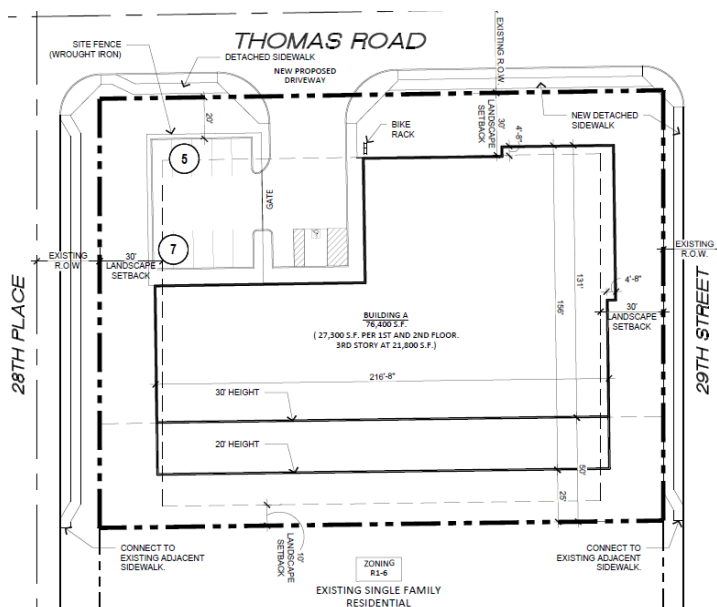 SITE FENCE
(WROUGHT IRON)
THOMAS ROAD
DETACHED SIDEWALK
NEW PROPOSED
DRIVEWAY
EXISTING R.O.W.
20'
BIKE
RACK
30'
LANDSCAPE
SETBACK
4'-8"
NEW DETACHED
SIDEWALK
5
7
GATE
EXISTING
R.O.W
30'
LANDSCAPE
SETBACK
28TH PLACE
BUILDING A
76,400 S.F.
( 27,300 S.F. PER 1ST AND 2ND FLOOR.
3RD STORY AT 21,800 S.F.)
131'
156'
4'-8"
30'
LANDSCAPE
SETBACK
EXISTING
R.O.W.
29TH STREET
216'-8"
30' HEIGHT
20' HEIGHT
50'
25'
10'
LANDSCAPE
SETBACK
CONNECT TO
EXISTING ADJACENT
SIDEWALK.
CONNECT TO
EXISTING ADJACENT
SIDEWALK.
ZONING
R1-6
EXISTING SINGLE FAMILY
RESIDENTIAL